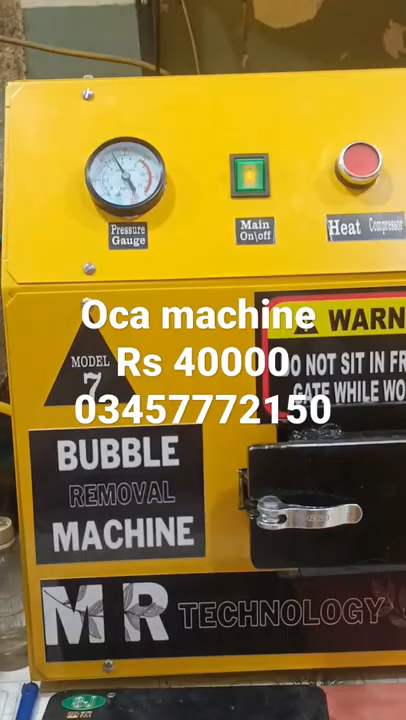 Pressure
Gauge
Main
On\off
Heat Compressor
Oca machine
Rs 40000
03457772150
MODEL
7
WARN
DO NOT SIT IN FR
GATE WHILE WO
BUBBLE
REMOVAL
MACHINE
MR TECHNOLOGY